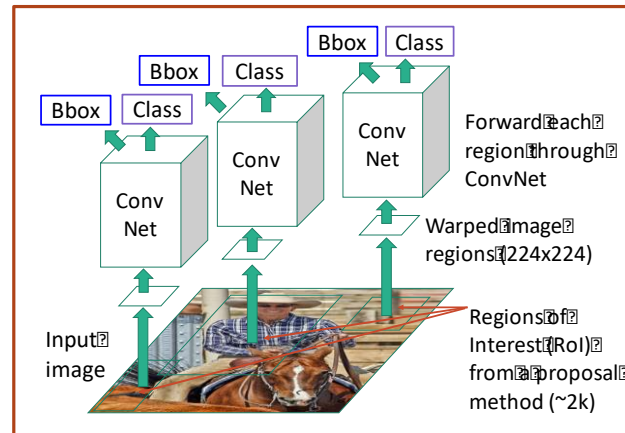 Bbox
Class
Bbox
Class
Bbox
Class
Conv
Net
Conv
Net
Conv
Net
Forward⍰each⍰
region⍰through⍰
ConvNet
Warped⍰image⍰
regions⍰(224x224)
Input⍰
image
Regions⍰of⍰
Interest⍰(RoI)⍰
from⍰a⍰proposal
method (~2k)